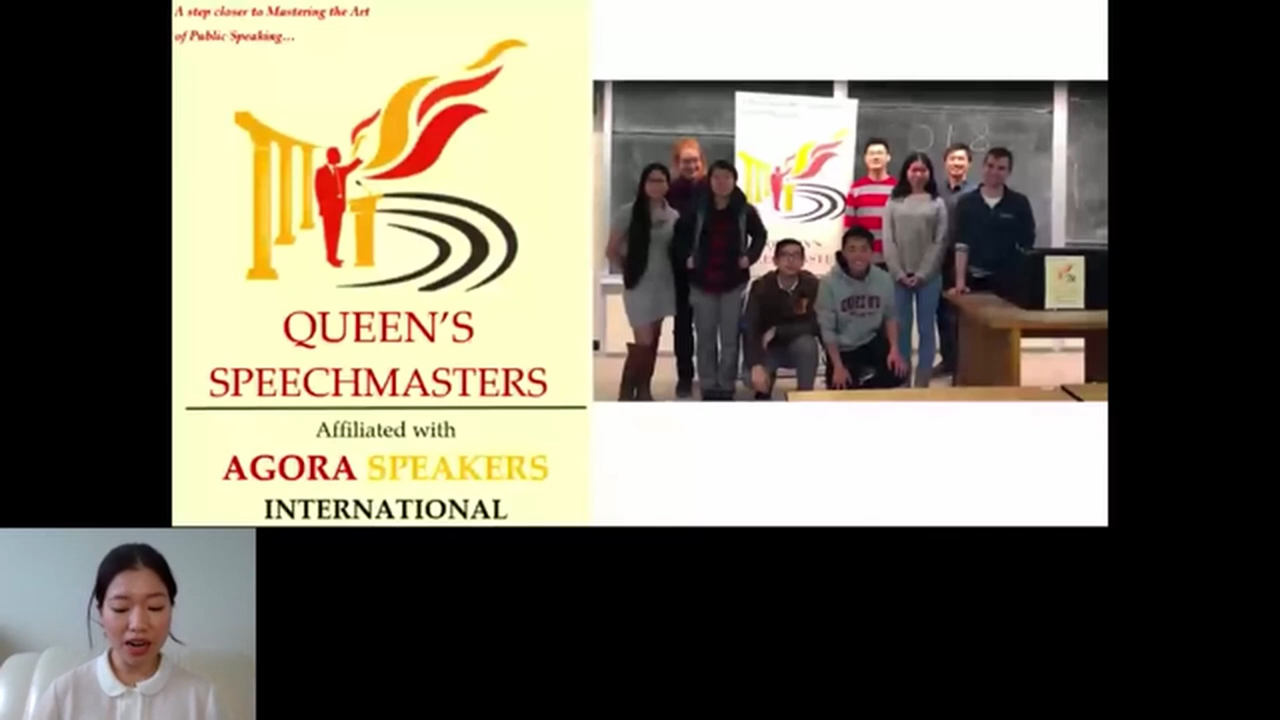 A step closer to Mastering the Art
of Public Speaking...
QUEEN'S
SPEECHMASTERS
Affiliated with
AGORA SPEAKERS
INTERNATIONAL